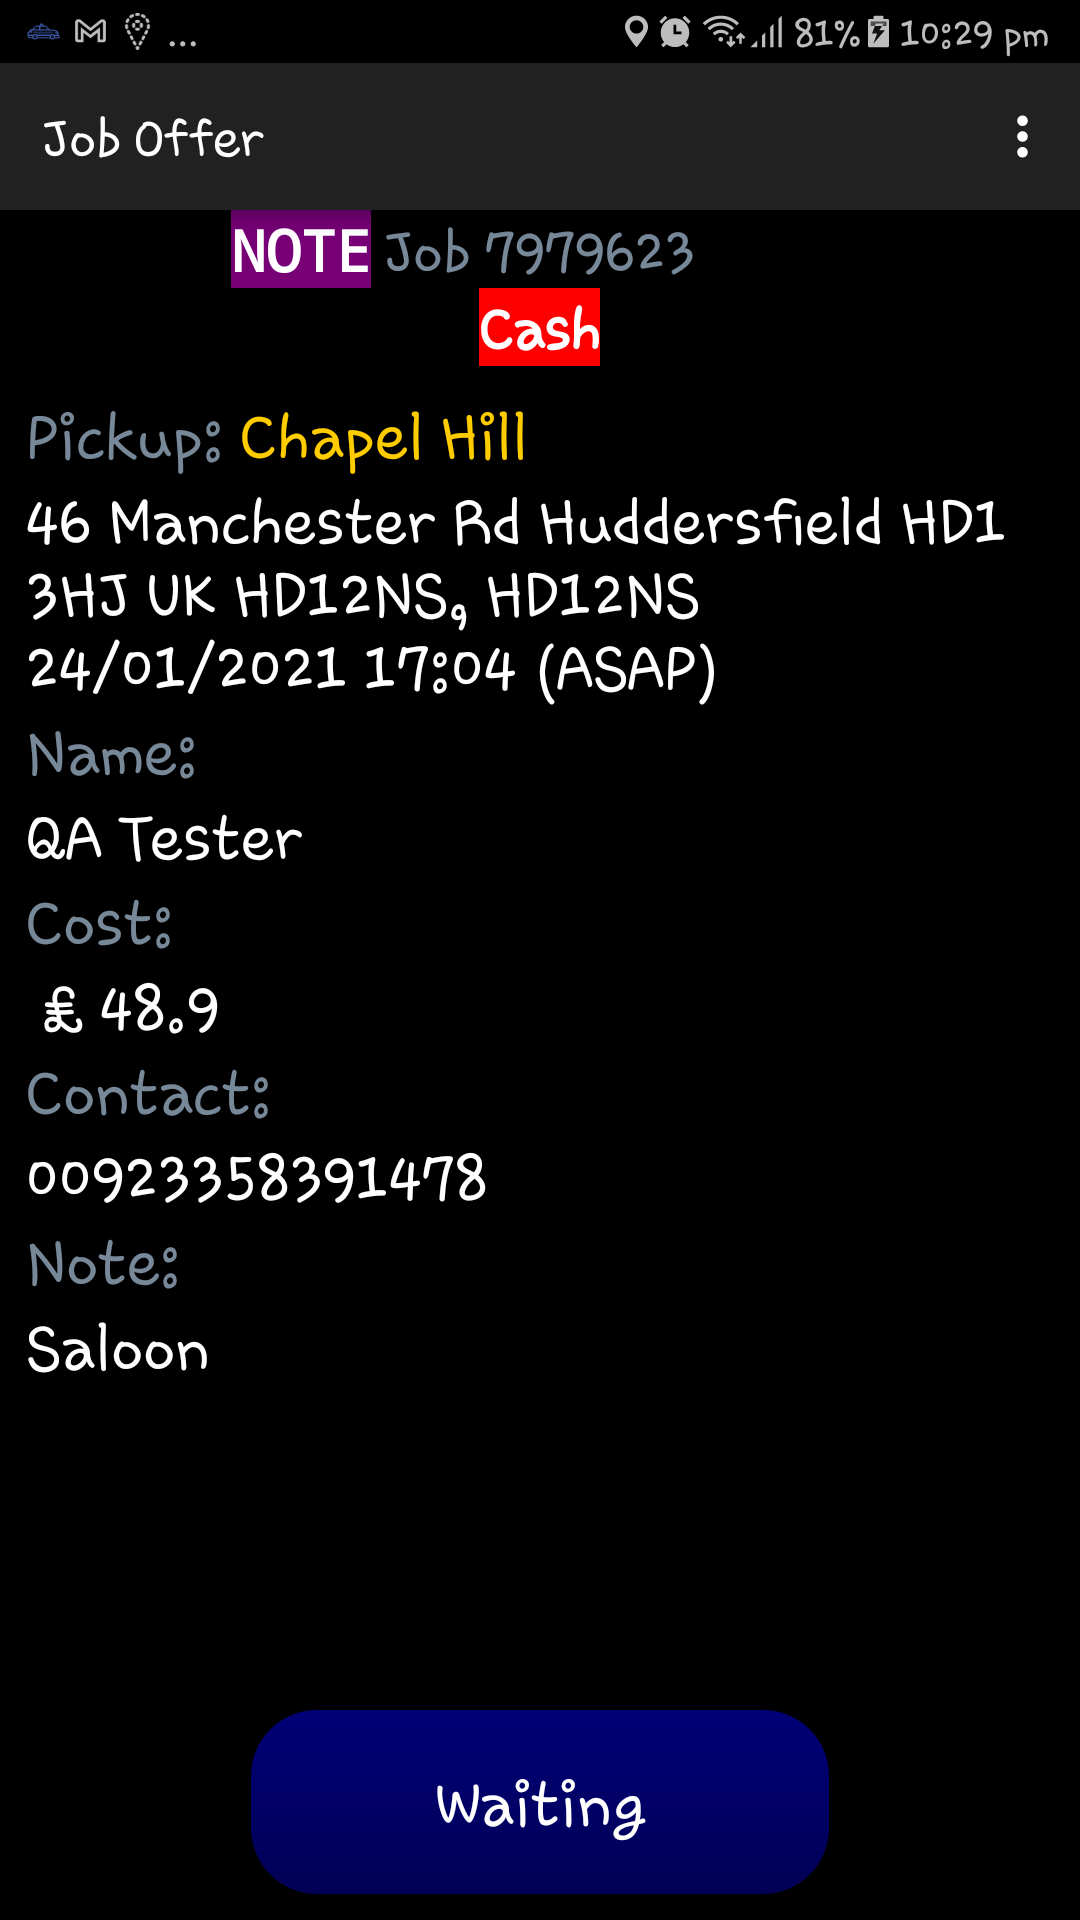 ... 81% 10:29 pm
Job Offer
NOTE Job 7979623
Cash
Pickup: Chapel Hill
46 Manchester Rd Huddersfield HD1
3HJ UK HD12NS, HD12NS
24/01/2021 17:04 (ASAP)
Name:
QA Tester
Cost:
₤ 48.9
Contact:
00923358391478
Note:
Saloon
Waiting